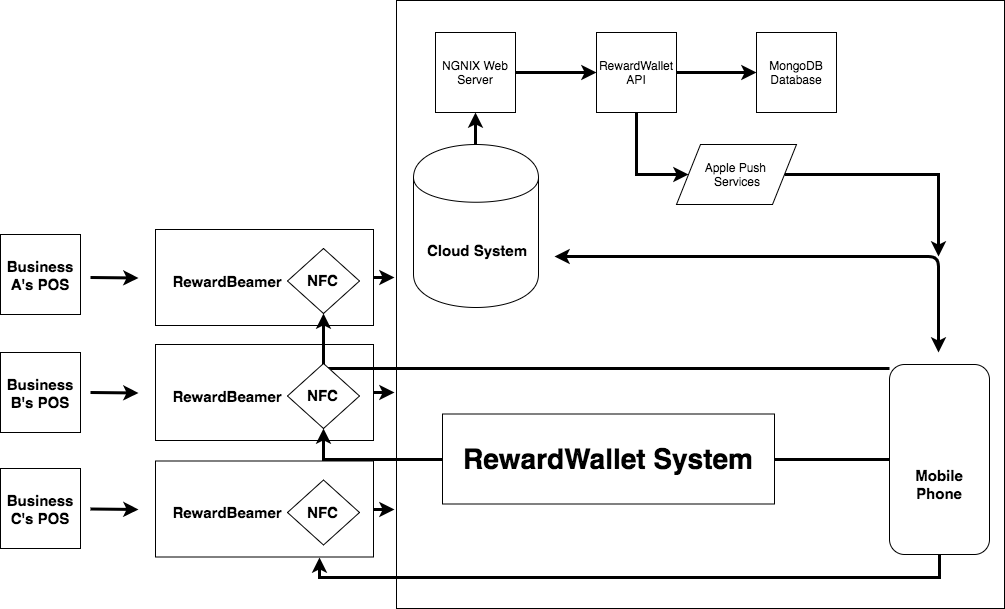 NGNIX Web
Server
RewardWallet
API
MongoDB
Database
Apple Push
Services
Cloud System
Business
A's POS
RewardBeamer
NFC
Business
B's POS
RewardBeamer
NFC
RewardWallet System
Mobile
Phone
Business
C's POS
RewardBeamer
NFC